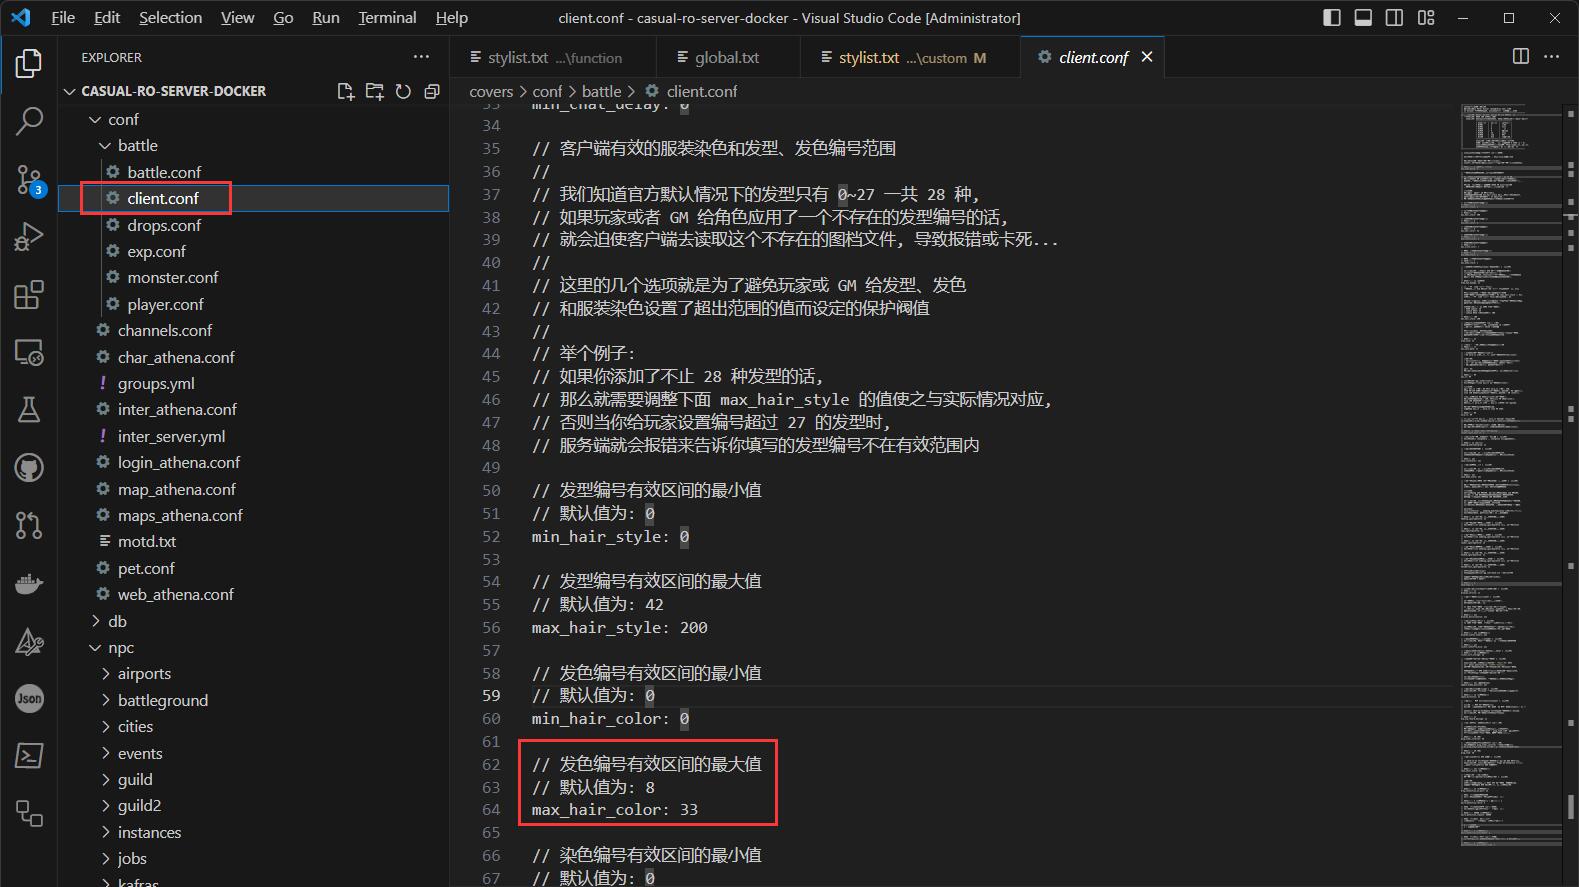 File Edit Selection View Go Run Terminal Help
client.conf - casual-ro-server-docker - Visual Studio Code [Administrator]
EXPLORER
stylist.txt ...\function
global.txt
stylist.txt ...\custom M
client.conf
CASUAL-RO-SERVER-DOCKER
conf
battle
battle.conf
client.conf
drops.conf
exp.conf
monster.conf
player.conf
channels.conf
char_athena.conf
groups.yml
inter_athena.conf
inter_server.yml
login_athena.conf
map_athena.conf
maps_athena.conf
motd.txt
pet.conf
web_athena.conf
db
npc
airports
battleground
cities
events
guild
guild2
instances
jobs
kafras
3
Json
covers > conf > battle > client.conf
33 min_chat_delay: 0
34
35 // 客户端有效的服装染色和发型、发色编号范围
36 //
37 // 我们知道官方默认情况下的发型只有 0~27 一共 28 种,
38 // 如果玩家或者 GM 给角色应用了一个不存在的发型编号的话,
39 // 就会迫使客户端去读取这个不存在的图档文件, 导致报错或卡死...
40 //
41 // 这里的几个选项就是为了避免玩家或 GM 给发型、发色
42 // 和服装染色设置了超出范围的值而设定的保护阀值
43 //
44 // 举个例子:
45 // 如果你添加了不止 28 种发型的话,
46 // 那么就需要调整下面 max_hair_style 的值使之与实际情况对应,
47 // 否则当你给玩家设置编号超过 27 的发型时,
48 // 服务端就会报错来告诉你填写的发型编号不在有效范围内
49
50 // 发型编号有效区间的最小值
51 // 默认值为: 0
52 min_hair_style: 0
53
54 // 发型编号有效区间的最大值
55 // 默认值为: 42
56 max_hair_style: 200
57
58 // 发色编号有效区间的最小值
59 // 默认值为: 0
60 min_hair_color: 0
61
62 // 发色编号有效区间的最大值
63 // 默认值为: 8
64 max_hair_color: 33
65
66 // 染色编号有效区间的最小值
67 // 默认值为: 0